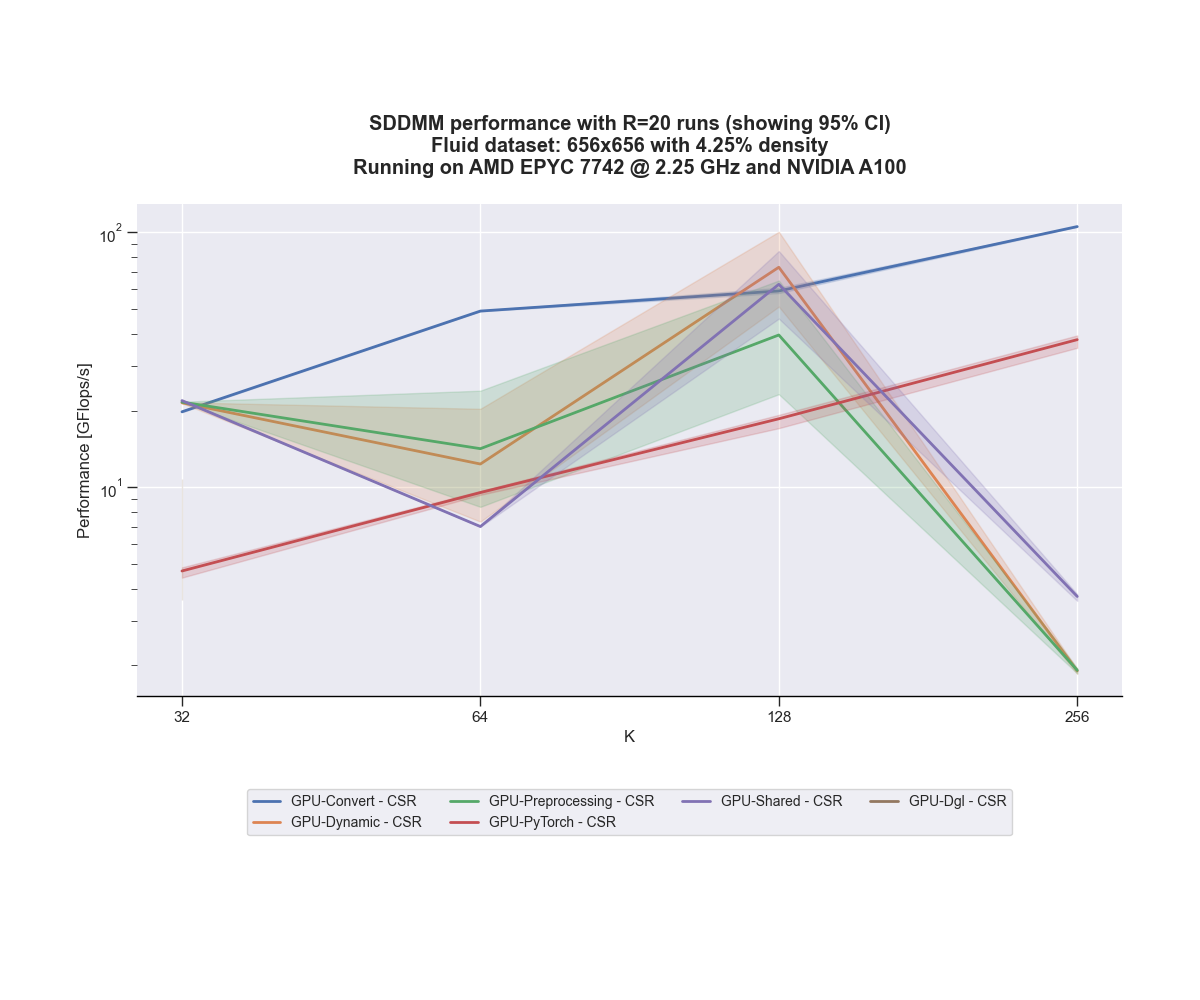 SDDMM performance with R=20 runs (showing 95% CI)
Fluid dataset: 656x656 with 4.25% density
Running on AMD EPYC 7742 @ 2.25 GHz and NVIDIA A100
Performance [GFlops/s]
10²
10¹
32 64 128 256
K
GPU-Convert - CSR GPU-Preprocessing - CSR GPU-Shared - CSR GPU-Dgl - CSR
GPU-Dynamic - CSR GPU-PyTorch - CSR